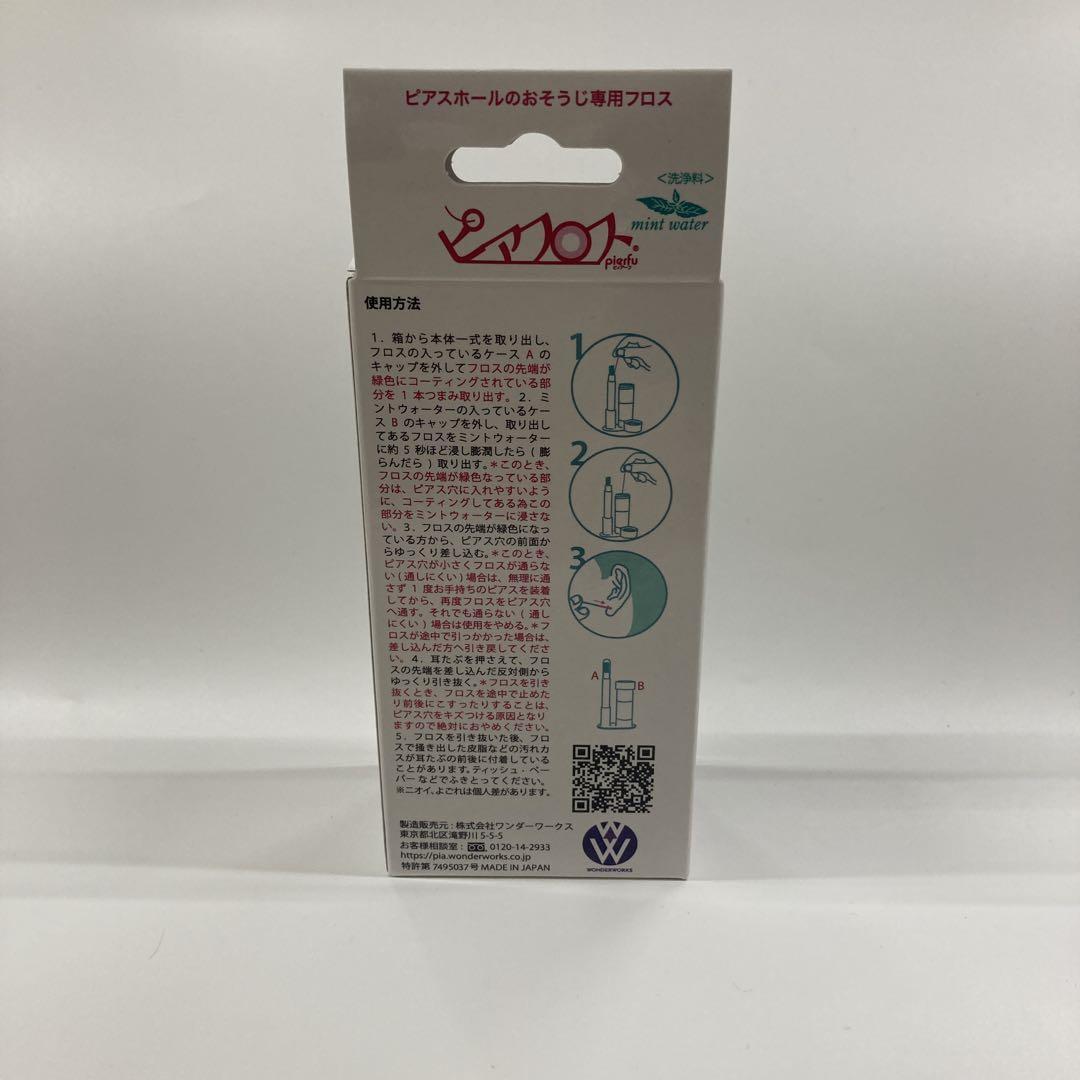 ピアスホールのおそうじ専用フロス
<洗浄料>
mint water
ピアフロス®
pierfu
ピィアーフ
使用方法
1．箱から本体一式を取り出し、
フロスの入っているケース A の
キャップを外してフロスの先端が
緑色にコーティングされている部
分を 1 本つまみ取り出す。2．ミ
ントウォーターの入っているケー
ス B のキャップを外し、取り出し
てあるフロスをミントウォーター
に約 5 秒ほど浸し膨潤したら ( 膨
らんだら ) 取り出す。＊このとき、
フロスの先端が緑色なっている部
分は、ピアス穴に入れやすいよう
に、コーティングしてある為この
部分をミントウォーターに浸さな
い。3．フロスの先端が緑色になっ
ている方から、ピアス穴の前面か
らゆっくり差し込む。＊このとき、
ピアス穴が小さくフロスが通らな
い ( 通しにくい ) 場合は、無理に通
さず 1 度お手持ちのピアスを装着
してから、再度フロスをピアス穴
へ通す。それでも通らない ( 通し
にくい ) 場合は使用をやめる。＊フ
ロスが途中で引っかかった場合は、
差し込んだ方へ引き戻してくださ
い。4．耳たぶを押さえて、フロ
スの先端を差し込んだ反対側から
ゆっくり引き抜く。＊フロスを引き
抜くとき、フロスを途中で止めた
り前後にこすったりすることは、
ピアス穴をキズつける原因となり
ますので絶対におやめください。
5．フロスを引き抜いた後、フロ
スで掻き出した皮脂などの汚れカ
スが耳たぶの前後に付着している
ことがあります。ティッシュ・ペー
パー などでふきとってください。
※ニオイ、よごれは個人差があります。
1
2
3
A
B
製造販売元：株式会社ワンダーワークス
東京都北区滝野川 5-5-5
お客様相談室： 0120-14-2933
https://pia.wonderworks.co.jp
特許第 7495037 号 MADE IN JAPAN
WONDERWORKS